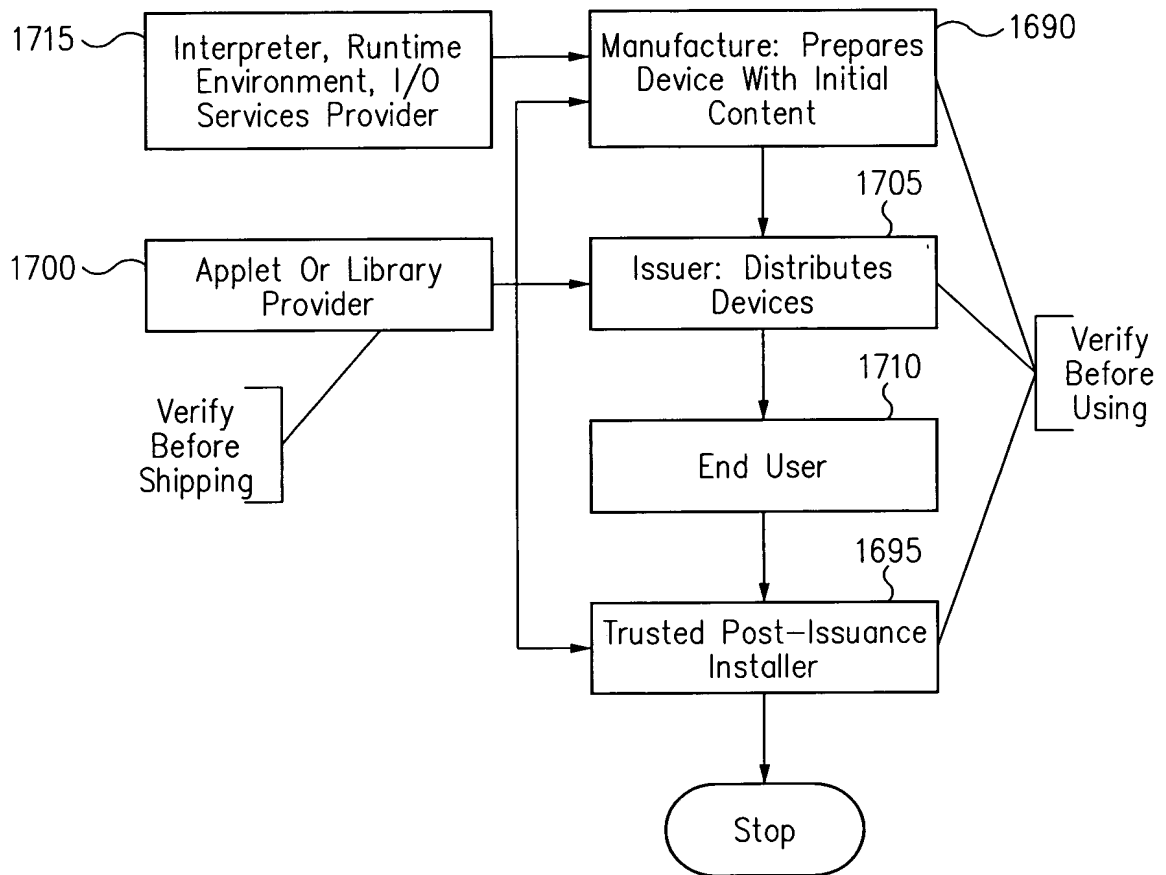 1715
Interpreter, Runtime
Environment, I/O
Services Provider
1690
Manufacture: Prepares
Device With Initial
Content
1700
Applet Or Library
Provider
1705
Issuer: Distributes
Devices
Verify
Before
Using
Verify
Before
Shipping
1710
End User
1695
Trusted Post-Issuance
Installer
Stop